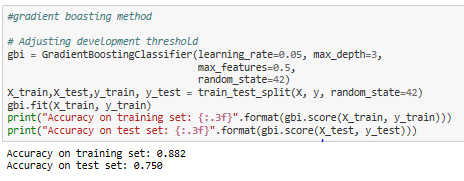 #gradient boasting method
# Adjusting development threshold
gbi = GradientBoostingClassifier(learning_rate=0.05, max_depth=3,
max_features=0.5,
random_state=42)
X_train,X_test,y_train, y_test = train_test_split(X, y, random_state=42)
gbi.fit(X_train, y_train)
print("Accuracy on training set: {:.3f}".format(gbi.score(X_train, y_train)))
print("Accuracy on test set: {:.3f}".format(gbi.score(X_test, y_test)))
Accuracy on training set: 0.882
Accuracy on test set: 0.750